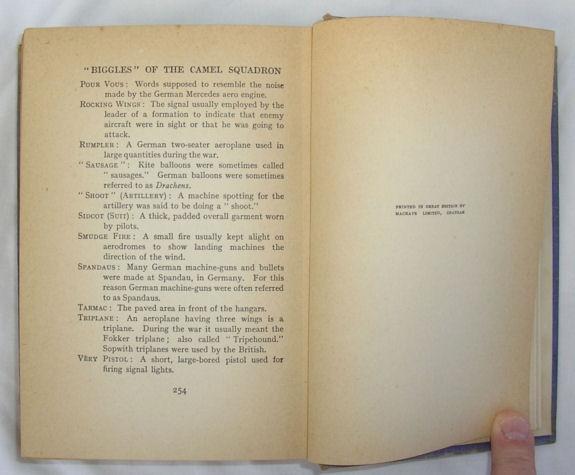 "BIGGLES" OF THE CAMEL SQUADRON
POUR VOUS: Words supposed to resemble the noise
made by the German Mercedes aero engine.
ROCKING WINGS: The signal usually employed by the
leader of a formation to indicate that enemy
aircraft were in sight or that he was going to
attack.
RUMPLER: A German two-seater aeroplane used in
large quantities during the war.
"SAUSAGE": Kite balloons were sometimes called
"sausages." German balloons were sometimes
referred to as Drachens.
"SHOOT" (ARTILLERY): A machine spotting for the
artillery was said to be doing a "shoot."
SIDCOT (SUIT): A thick, padded overall garment worn
by pilots.
SMUDGE FIRE: A small fire usually kept alight on
aerodromes to show landing machines the
direction of the wind.
SPANDAUS: Many German machine-guns and bullets
were made at Spandau, in Germany. For this
reason German machine-guns were often referred
to as Spandaus.
TARMAC: The paved area in front of the hangars.
TRIPLANE: An aeroplane having three wings is a
triplane. During the war it usually meant the
Fokker triplane; also called "Tripehound."
Sopwith triplanes were used by the British.
VÉRY PISTOL: A short, large-bored pistol used for
firing signal lights.
254
PRINTED IN GREAT BRITAIN BY
MACKAYS LIMITED, CHATHAM